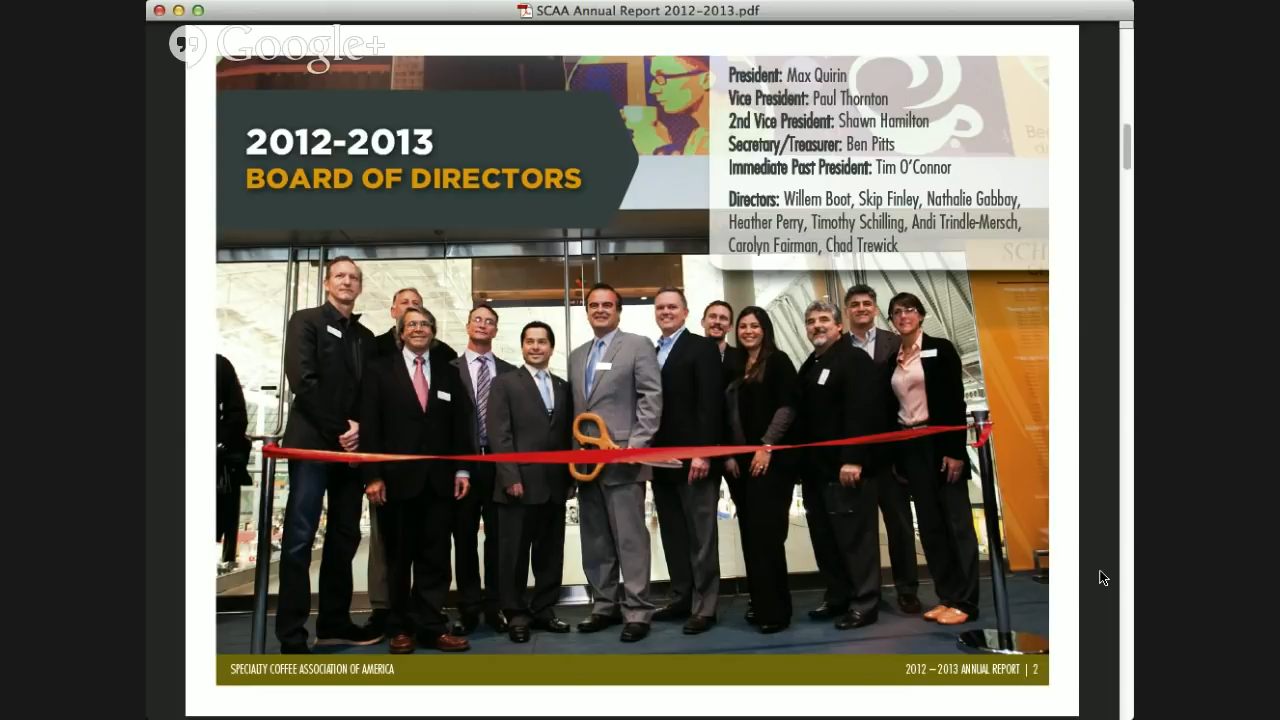 SCAA Annual Report 2012-2013.pdf
Google+
2012-2013
BOARD OF DIRECTORS
President: Max Quirin
Vice President: Paul Thornton
2nd Vice President: Shawn Hamilton
Secretary/Treasurer: Ben Pitts
Immediate Past President: Tim O'Connor
Directors: Willem Boot, Skip Finley, Nathalie Gabbay,
Heather Perry, Timothy Schilling, Andi Trindle-Mersch,
Carolyn Fairman, Chad Trewick
SPECIALTY COFFEE ASSOCIATION OF AMERICA
2012 – 2013 ANNUAL REPORT | 2